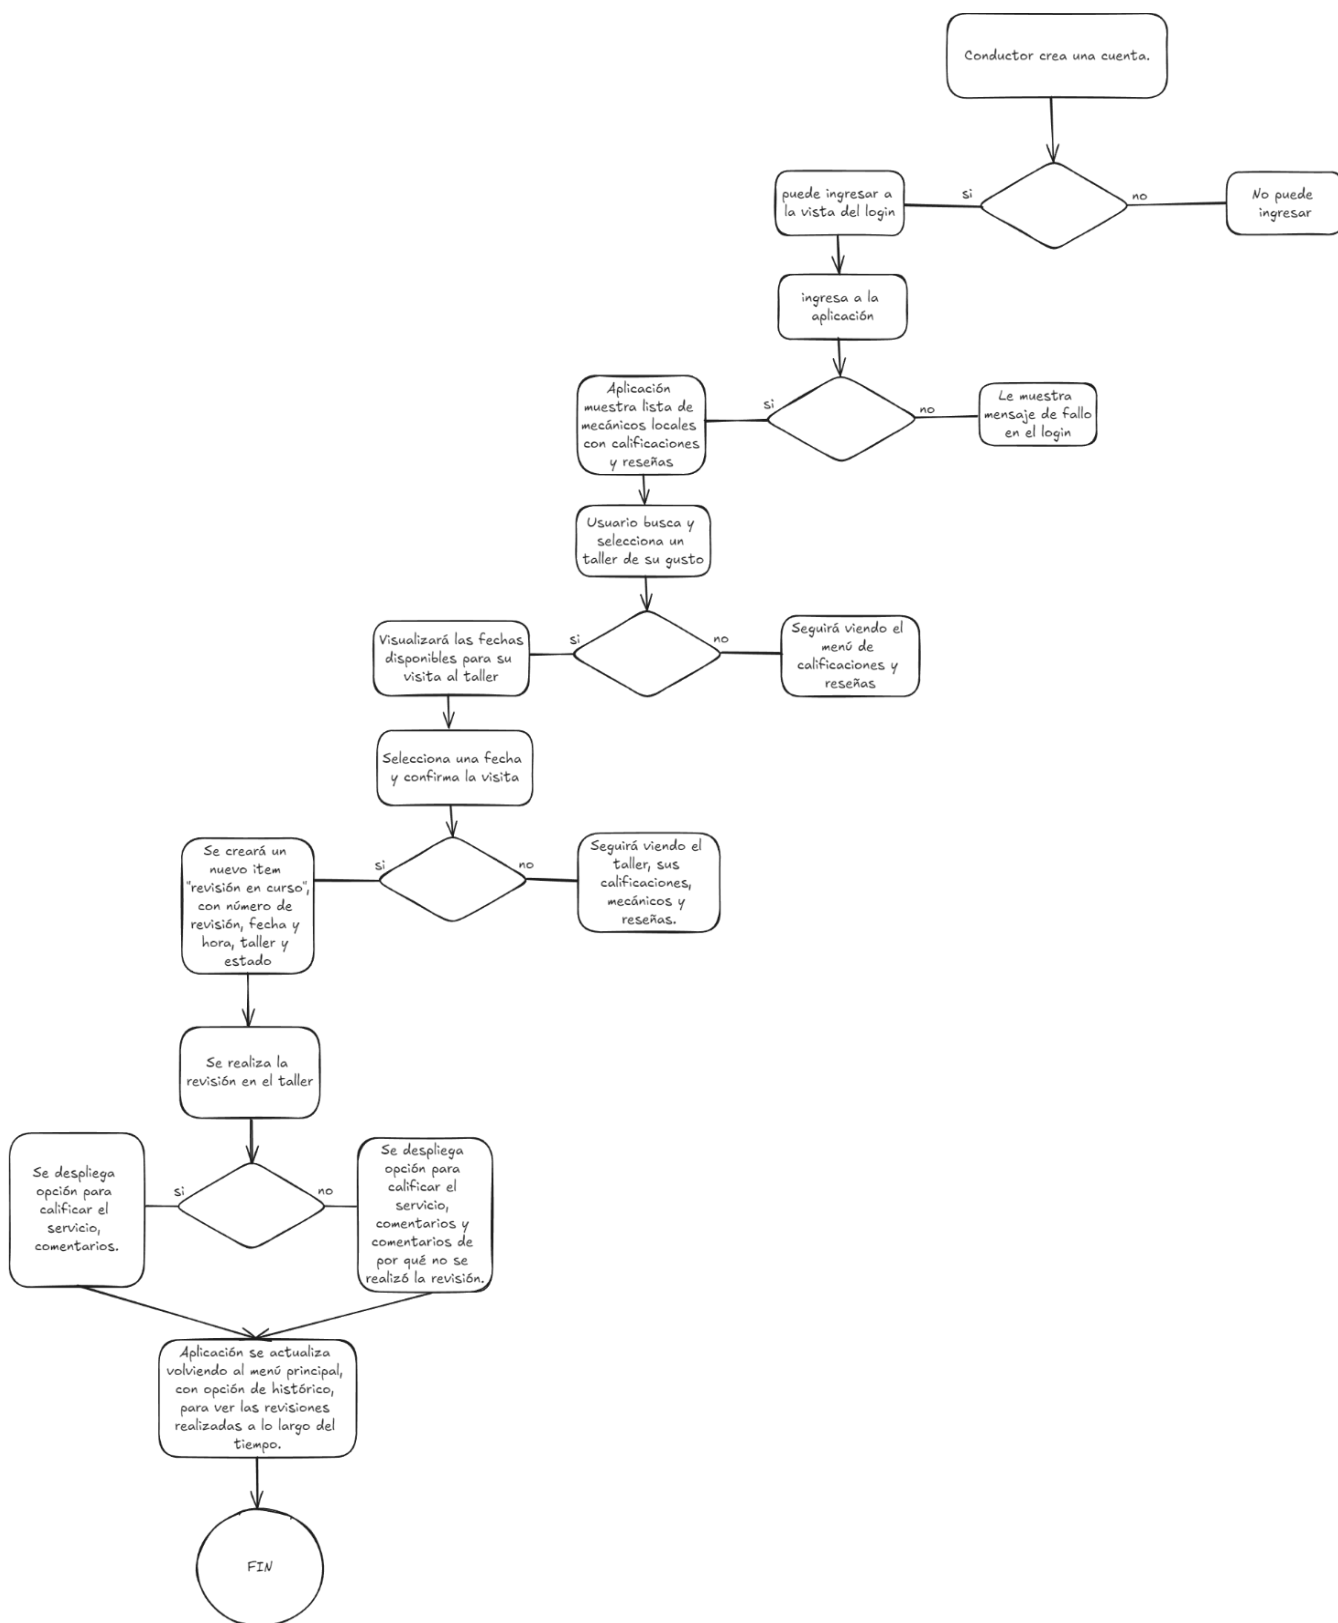 Conductor crea una cuenta.
si
no
puede ingresar a
la vista del login
No puede
ingresar
ingresa a la
aplicación
si
no
Aplicación
muestra lista de
mecánicos locales
con calificaciones
y reseñas
Le muestra
mensaje de fallo
en el login
Usuario busca y
selecciona un
taller de su gusto
si
no
Visualizará las fechas
disponibles para su
visita al taller
Seguirá viendo el
menú de
calificaciones y
reseñas
Selecciona una fecha
y confirma la visita
si
no
Se creará un
nuevo item
"revisión en curso",
con número de
revisión, fecha y
hora, taller y
estado
Seguirá viendo el
taller, sus
calificaciones,
mecánicos y
reseñas.
Se realiza la
revisión en el taller
si
no
Se despliega
opción para
calificar el
servicio,
comentarios.
Se despliega
opción para
calificar el
servicio,
comentarios y
comentarios de
por qué no se
realizó la revisión.
Aplicación se actualiza
volviendo al menú principal,
con opción de histórico,
para ver las revisiones
realizadas a lo largo del
tiempo.
FIN